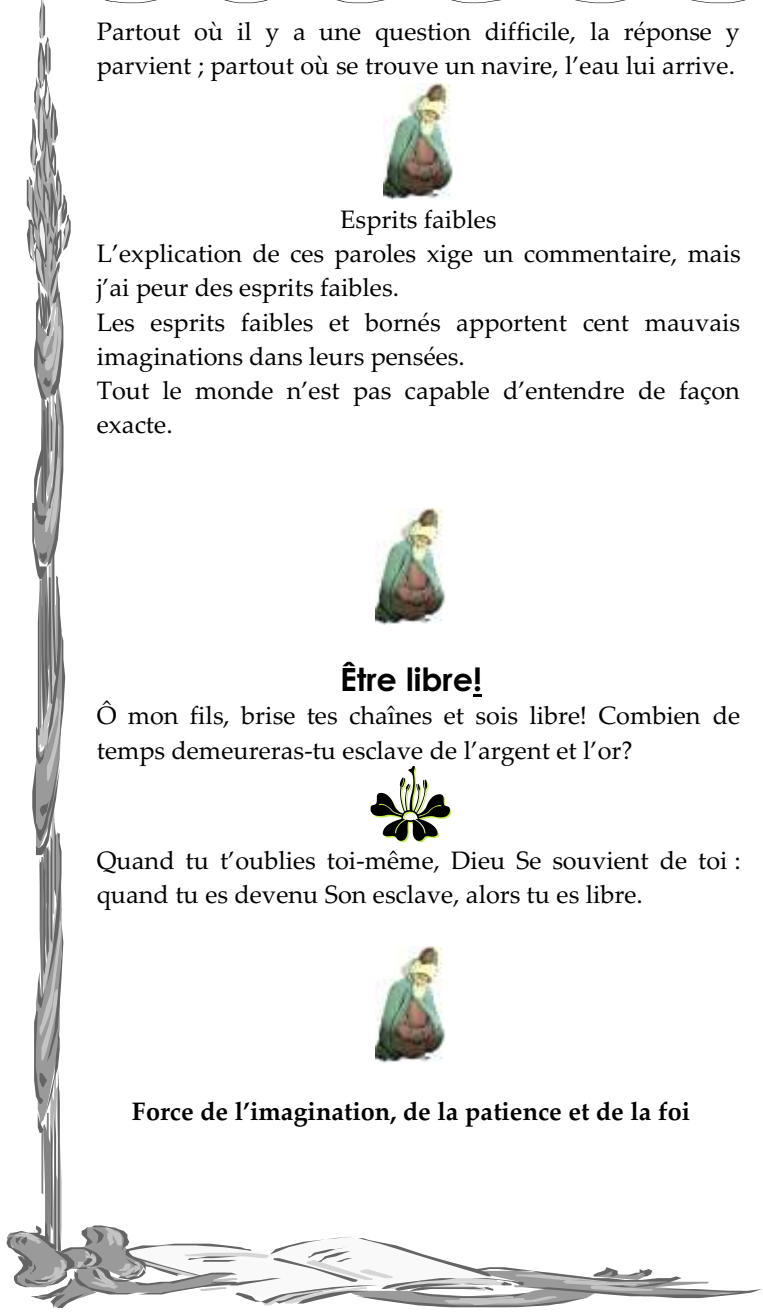 Partout où il y a une question difficile, la réponse y
parvient ; partout où se trouve un navire, l’eau lui arrive.
Esprits faibles
L’explication de ces paroles xige un commentaire, mais
j’ai peur des esprits faibles.
Les esprits faibles et bornés apportent cent mauvais
imaginations dans leurs pensées.
Tout le monde n’est pas capable d’entendre de façon
exacte.
Être libre!
Ô mon fils, brise tes chaînes et sois libre! Combien de
temps demeureras-tu esclave de l’argent et l’or?
Quand tu t’oublies toi-même, Dieu Se souvient de toi :
quand tu es devenu Son esclave, alors tu es libre.
Force de l’imagination, de la patience et de la foi